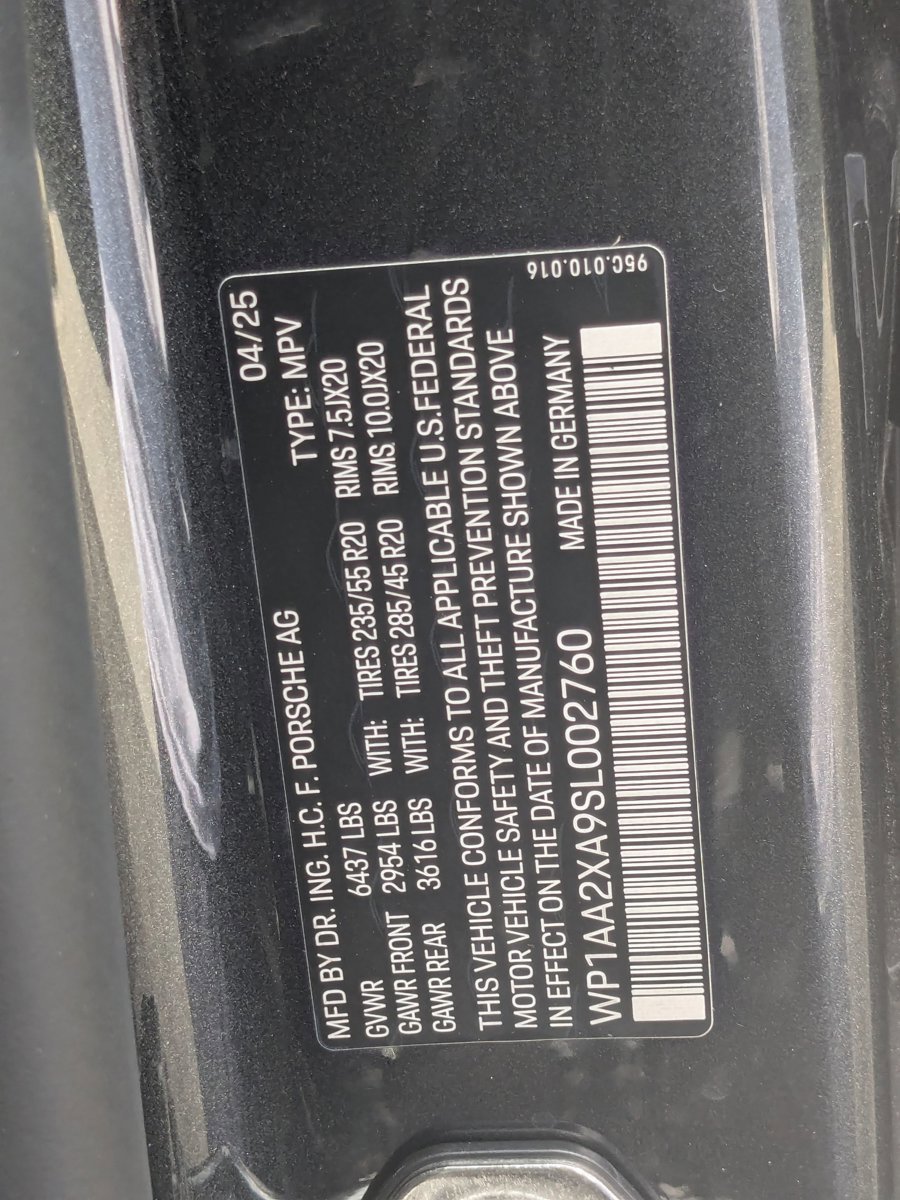 04/25
MFD BY DR. ING. H.C. F. PORSCHE AG TYPE: MPV
GVWR 6437 LBS WITH: TIRES 235/55 R20 RIMS 7.5JX20
GAWR FRONT 2954 LBS WITH: TIRES 285/45 R20 RIMS 10.0JX20
GAWR REAR 3616 LBS
THIS VEHICLE CONFORMS TO ALL APPLICABLE U.S.FEDERAL
MOTOR VEHICLE SAFETY AND THEFT PREVENTION STANDARDS
IN EFFECT ON THE DATE OF MANUFACTURE SHOWN ABOVE
WP1AA2XA9SL002760 MADE IN GERMANY
95C.010.016